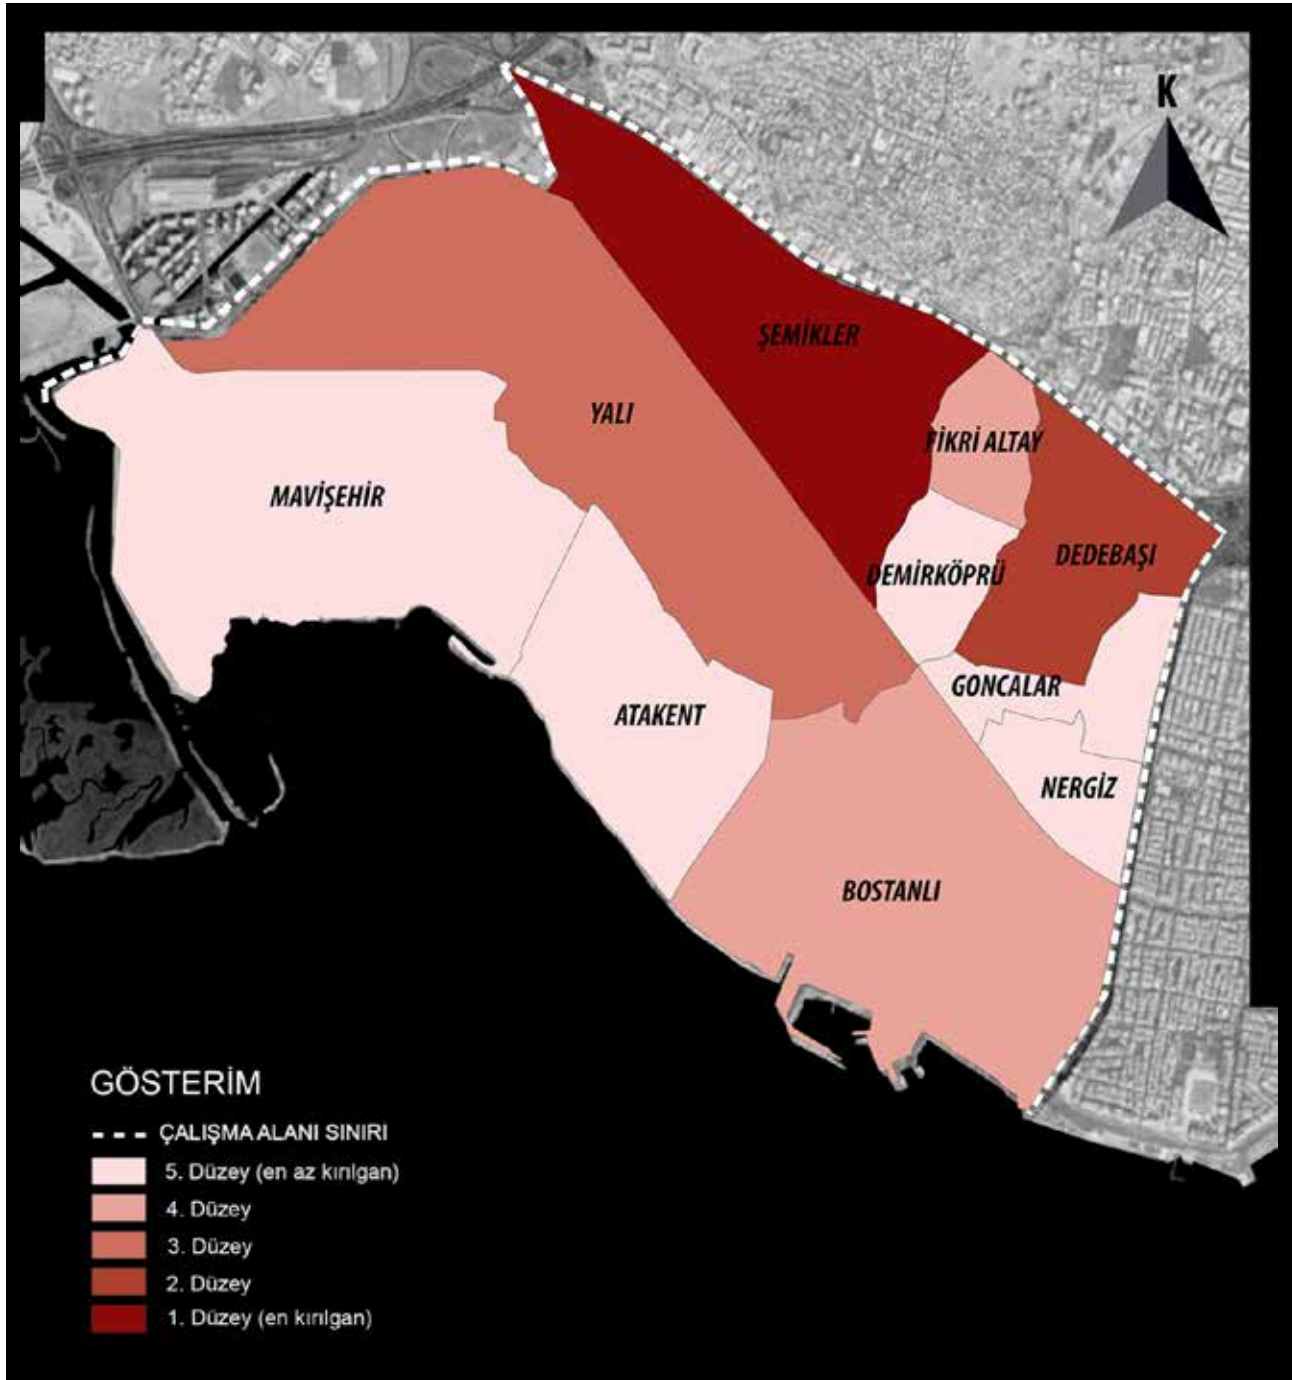 K
ŞEMİKLER
YALI
FİKRİ ALTAY
MAVİŞEHİR
DEDEBAŞI
DEMİRKÖPRÜ
GONCALAR
ATAKENT
NERGİZ
BOSTANLI
GÖSTERİM
ÇALIŞMA ALANI SINIRI
5. Düzey (en az kırılgan)
4. Düzey
3. Düzey
2. Düzey
1. Düzey (en kırılgan)